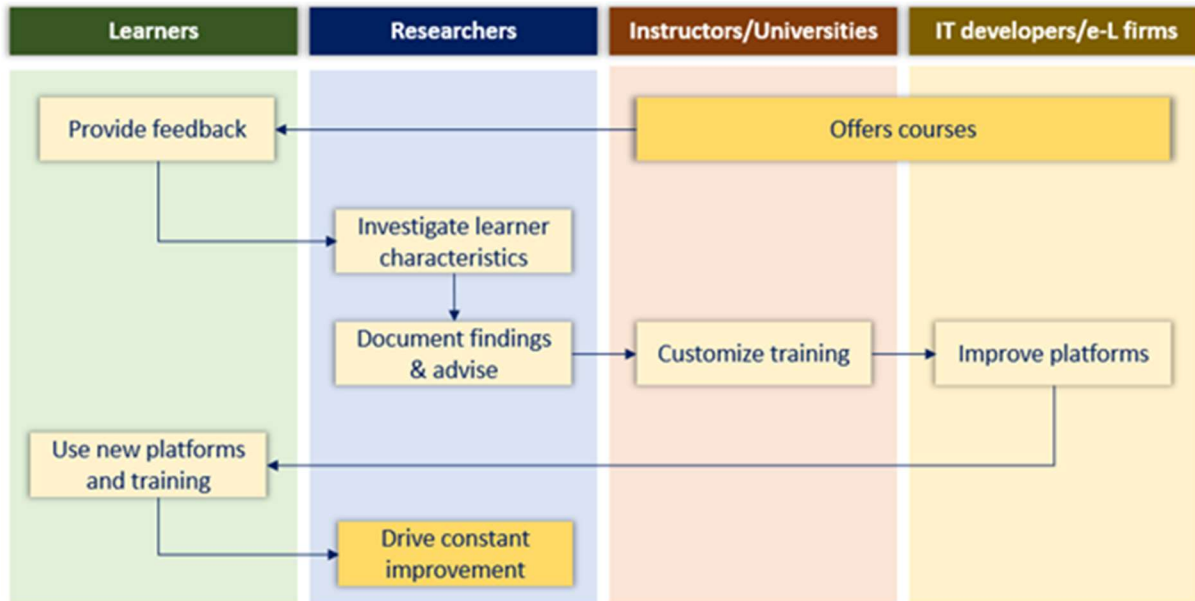 Learners
Researchers
Instructors/Universities
IT developers/e-L firms
Provide feedback
Offers courses
Investigate learner
characteristics
Document findings
& advise
Customize training
Improve platforms
Use new platforms
and training
Drive constant
improvement